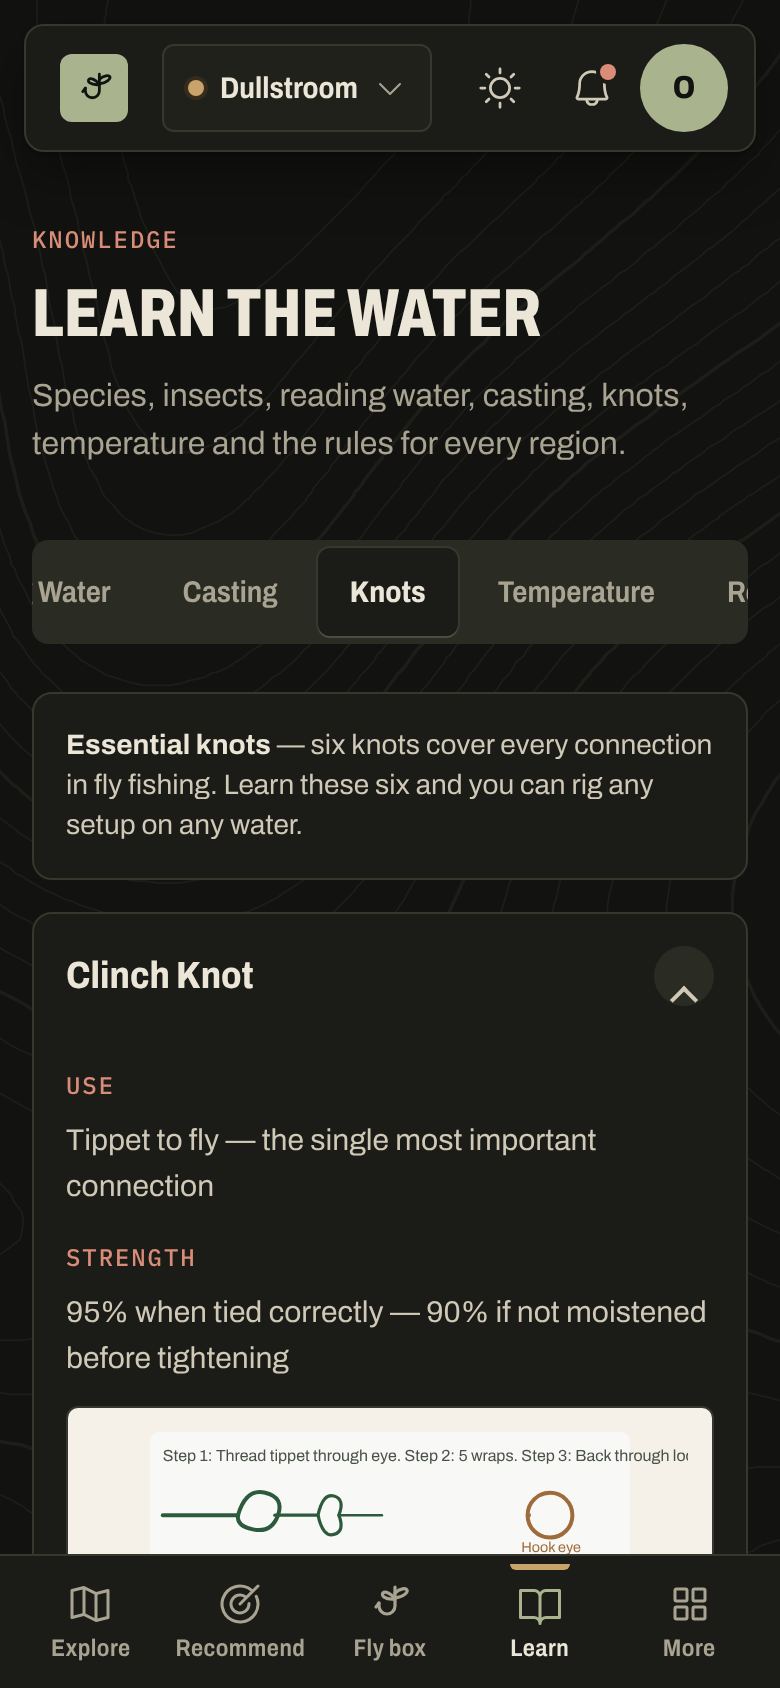 Dullstroom
O
KNOWLEDGE
LEARN THE WATER
Species, insects, reading water, casting, knots,
temperature and the rules for every region.
Water Casting Knots Temperature
Essential knots — six knots cover every connection
in fly fishing. Learn these six and you can rig any
setup on any water.
Clinch Knot
USE
Tippet to fly — the single most important
connection
STRENGTH
95% when tied correctly — 90% if not moistened
before tightening
Step 1: Thread tippet through eye. Step 2: 5 wraps. Step 3: Back through
Hook eye
Explore Recommend Fly box Learn More